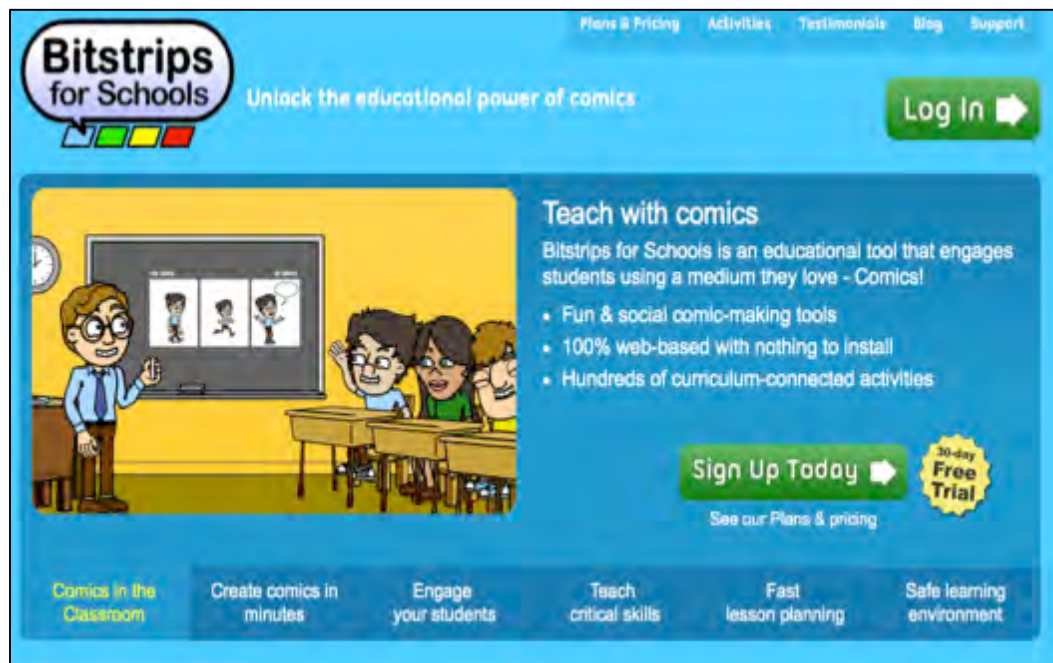 Plans & Pricing Activities Testimonials Blog Support
Bitstrips
for Schools
Unlock the educational power of comics
Log In
Teach with comics
Bitstrips for Schools is an educational tool that engages
students using a medium they love - Comics!
• Fun & social comic-making tools
• 100% web-based with nothing to install
• Hundreds of curriculum-connected activities
Sign Up Today
30-day
Free
Trial
See our Plans & pricing
Comics in the
Classroom
Create comics in
minutes
Engage
your students
Teach
critical skills
Fast
lesson planning
Safe learning
environment